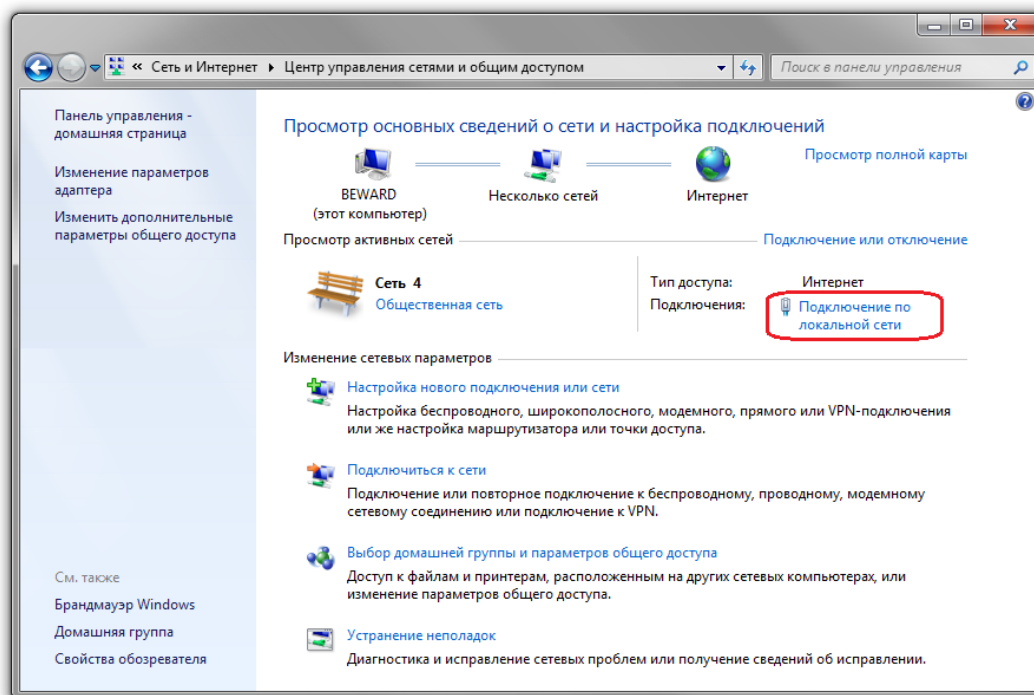 « Сеть и Интернет ▸ Центр управления сетями и общим доступом
Поиск в панели управления
Панель управления -
домашняя страница
Изменение параметров
адаптера
Изменить дополнительные
параметры общего доступа
Просмотр основных сведений о сети и настройка подключений
Просмотр полной карты
BEWARD
(этот компьютер)
Несколько сетей
Интернет
Просмотр активных сетей
Подключение или отключение
Сеть 4
Общественная сеть
Тип доступа: Интернет
Подключения: Подключение по
локальной сети
Изменение сетевых параметров
Настройка нового подключения или сети
Настройка беспроводного, широкополосного, модемного, прямого или VPN-подключения
или же настройка маршрутизатора или точки доступа.
Подключиться к сети
Подключение или повторное подключение к беспроводному, проводному, модемному
сетевому соединению или подключение к VPN.
Выбор домашней группы и параметров общего доступа
Доступ к файлам и принтерам, расположенным на других сетевых компьютерах, или
изменение параметров общего доступа.
Устранение неполадок
Диагностика и исправление сетевых проблем или получение сведений об исправлении.
См. также
Брандмауэр Windows
Домашняя группа
Свойства обозревателя